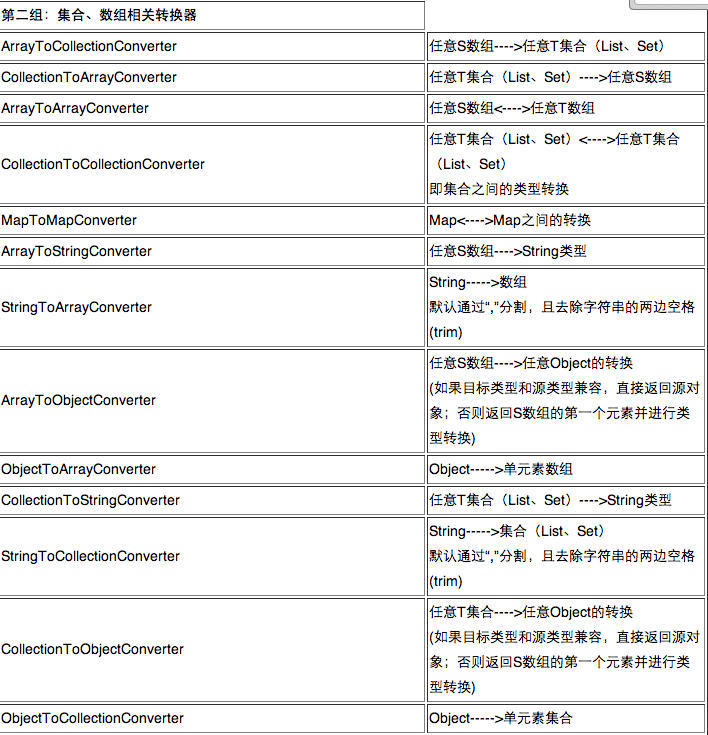 第二组：集合、数组相关转换器
ArrayToCollectionConverter
任意S数组---->任意T集合（List、Set）
CollectionToArrayConverter
任意T集合（List、Set）---->任意S数组
ArrayToArrayConverter
任意S数组<---->任意T数组
CollectionToCollectionConverter
任意T集合（List、Set）<---->任意T集合
（List、Set）
即集合之间的类型转换
MapToMapConverter
Map<---->Map之间的转换
ArrayToStringConverter
任意S数组---->String类型
StringToArrayConverter
String----->数组
默认通过“,”分割，且去除字符串的两边空格
(trim)
ArrayToObjectConverter
任意S数组---->任意Object的转换
(如果目标类型和源类型兼容，直接返回源对
象；否则返回S数组的第一个元素并进行类
型转换)
ObjectToArrayConverter
Object----->单元素数组
CollectionToStringConverter
任意T集合（List、Set）---->String类型
StringToCollectionConverter
String----->集合（List、Set）
默认通过“,”分割，且去除字符串的两边空格
(trim)
CollectionToObjectConverter
任意T集合---->任意Object的转换
(如果目标类型和源类型兼容，直接返回源对
象；否则返回S数组的第一个元素并进行类
型转换)
ObjectToCollectionConverter
Object----->单元素集合